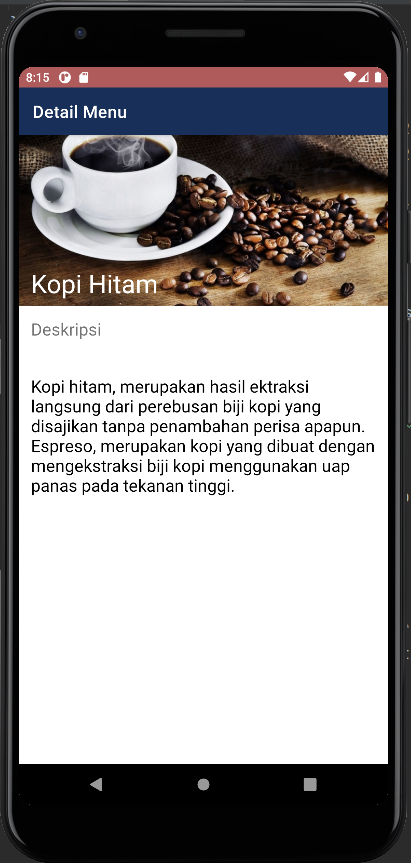 8:15
Detail Menu
Kopi Hitam
Deskripsi
Kopi hitam, merupakan hasil ektraksi
langsung dari perebusan biji kopi yang
disajikan tanpa penambahan perisa apapun.
Espreso, merupakan kopi yang dibuat dengan
mengekstraksi biji kopi menggunakan uap
panas pada tekanan tinggi.